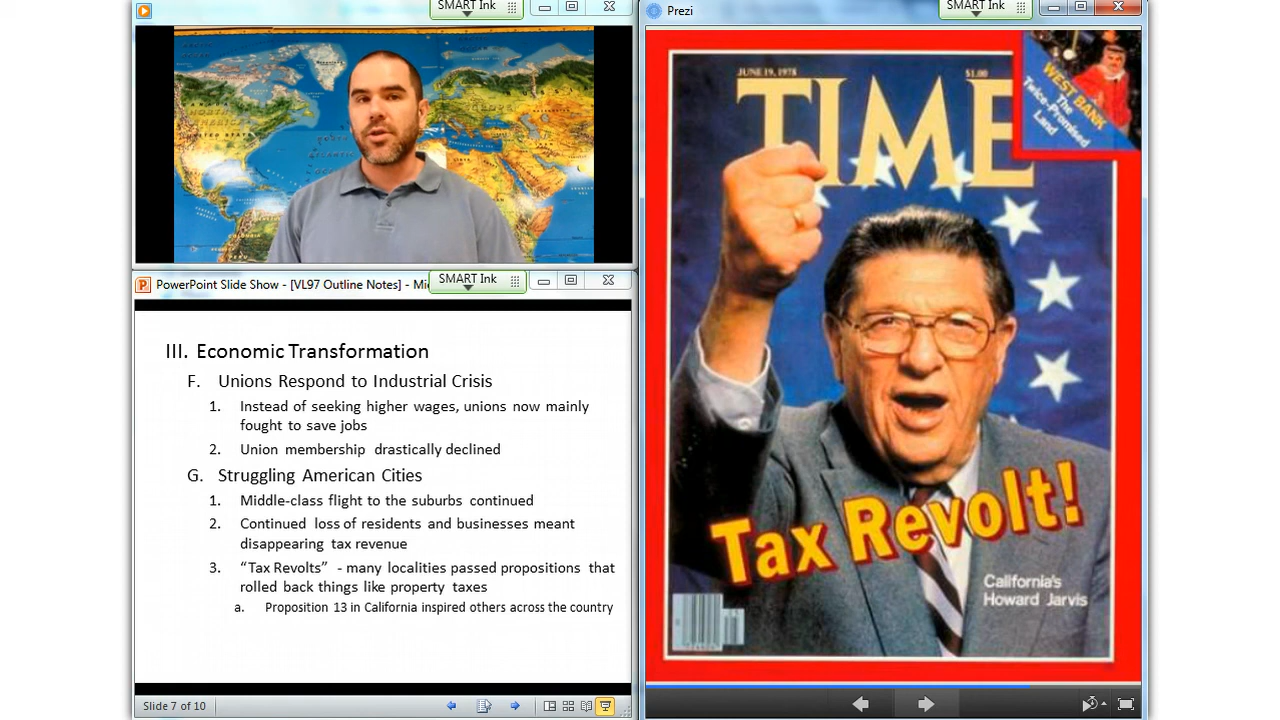 SMART Ink
PowerPoint Slide Show - [VL97 Outline Notes] - Mi
SMART Ink
III. Economic Transformation
F. Unions Respond to Industrial Crisis
1. Instead of seeking higher wages, unions now mainly
fought to save jobs
2. Union membership drastically declined
G. Struggling American Cities
1. Middle-class flight to the suburbs continued
2. Continued loss of residents and businesses meant
disappearing tax revenue
3. “Tax Revolts” - many localities passed propositions that
rolled back things like property taxes
a. Proposition 13 in California inspired others across the country
Slide 7 of 10
Prezi
SMART Ink
JUNE 19, 1978
$1.00
TIME
WEST BANK
The
Twice-Promised
Land
Tax Revolt!
California's
Howard Jarvis